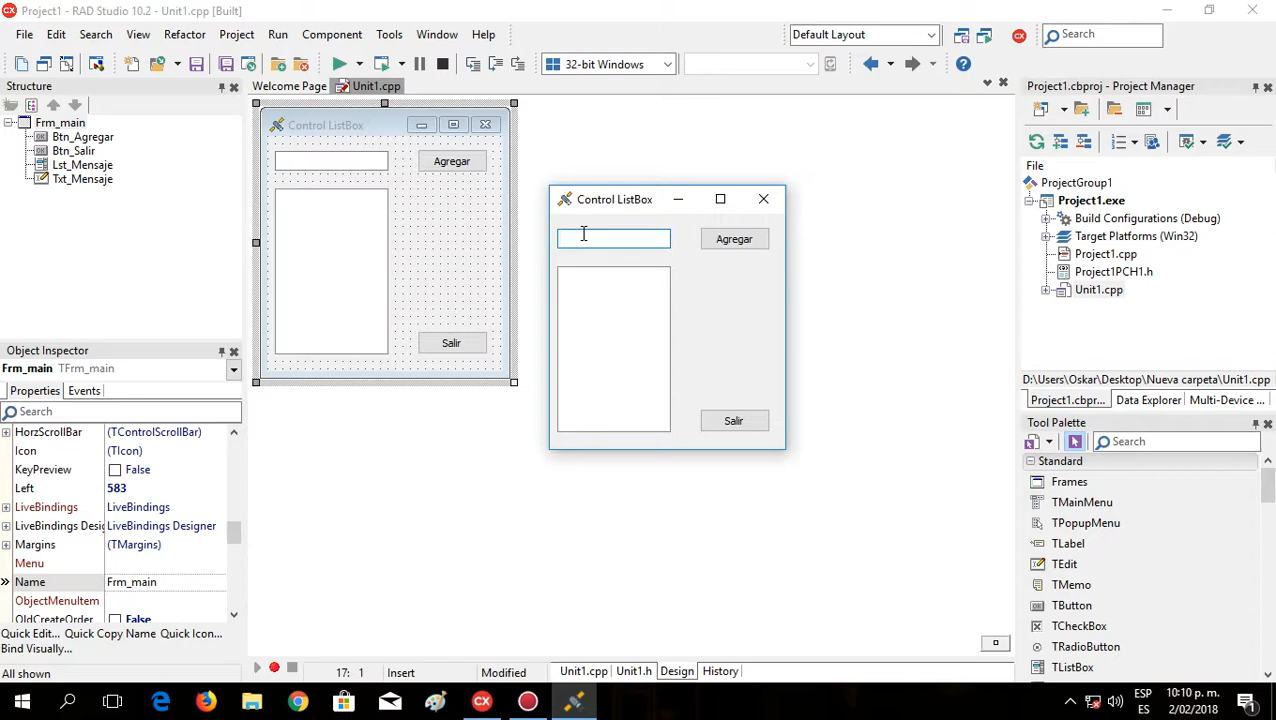 Project1 - RAD Studio 10.2 - Unit1.cpp [Built]
File Edit Search View Refactor Project Run Component Tools Window Help
Default Layout
Search
32-bit Windows
Structure
Frm_main
Btn_Agregar
Btn_Salir
Lst_Mensaje
Txt_Mensaje
Welcome Page Unit1.cpp
Control ListBox
Agregar
Salir
Control ListBox
Agregar
Salir
Project1.cbproj - Project Manager
File
ProjectGroup1
Project1.exe
Build Configurations (Debug)
Target Platforms (Win32)
Project1.cpp
Project1PCH1.h
Unit1.cpp
D:\Users\Oskar\Desktop\Nueva carpeta\Unit1.cpp
Project1.cbpr... Data Explorer Multi-Device ...
Object Inspector
Frm_main TFrm_main
Properties Events
Search
HorzScrollBar (TControlScrollBar)
Icon (TIcon)
KeyPreview False
Left 583
LiveBindings LiveBindings
LiveBindings Desig LiveBindings Designer
Margins (TMargins)
Menu
Name Frm_main
ObjectMenuItem
OldCreateOrder False
Quick Edit... Quick Copy Name Quick Icon...
Bind Visually...
All shown
Tool Palette
Search
Standard
Frames
TMainMenu
TPopupMenu
TLabel
TEdit
TMemo
TButton
TCheckBox
TRadioButton
TListBox
17: 1 Insert Modified Unit1.cpp Unit1.h Design History
ESP
ES
10:10 p. m.
2/02/2018
1